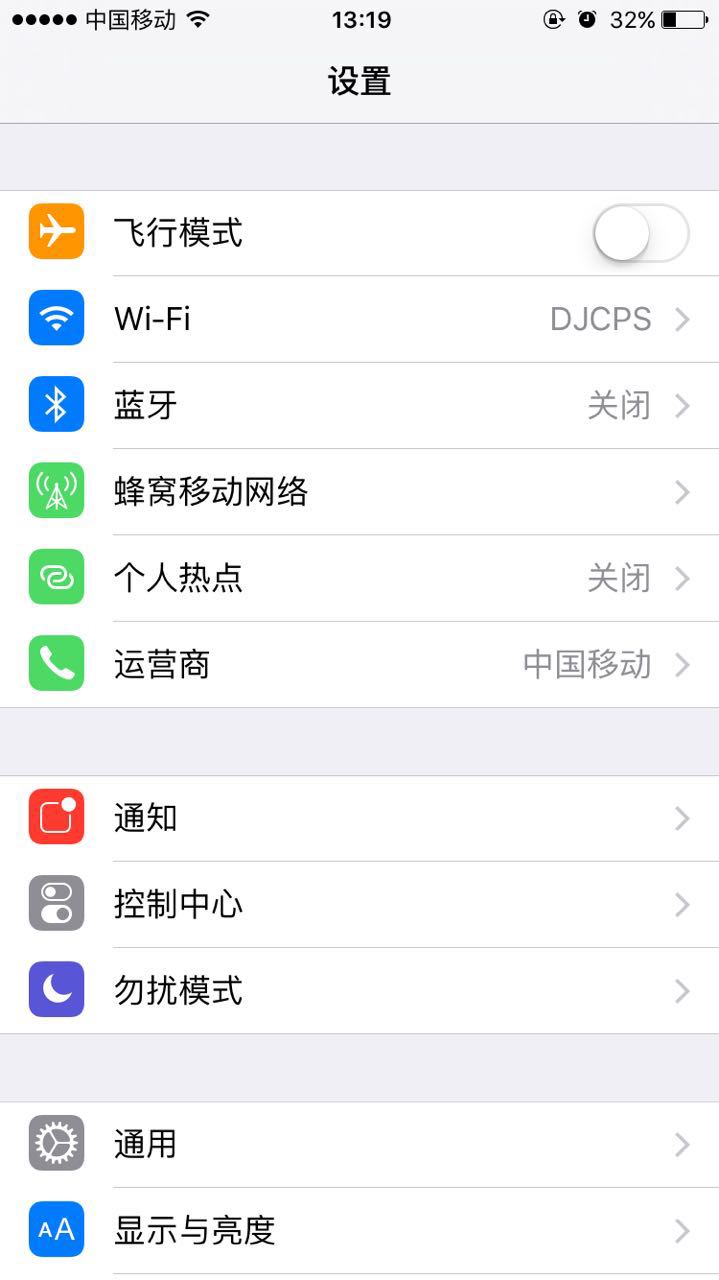 中国移动 13:19 32%
设置
飞行模式
Wi-Fi DJCPS
蓝牙 关闭
蜂窝移动网络
个人热点 关闭
运营商 中国移动
通知
控制中心
勿扰模式
通用
AA 显示与亮度